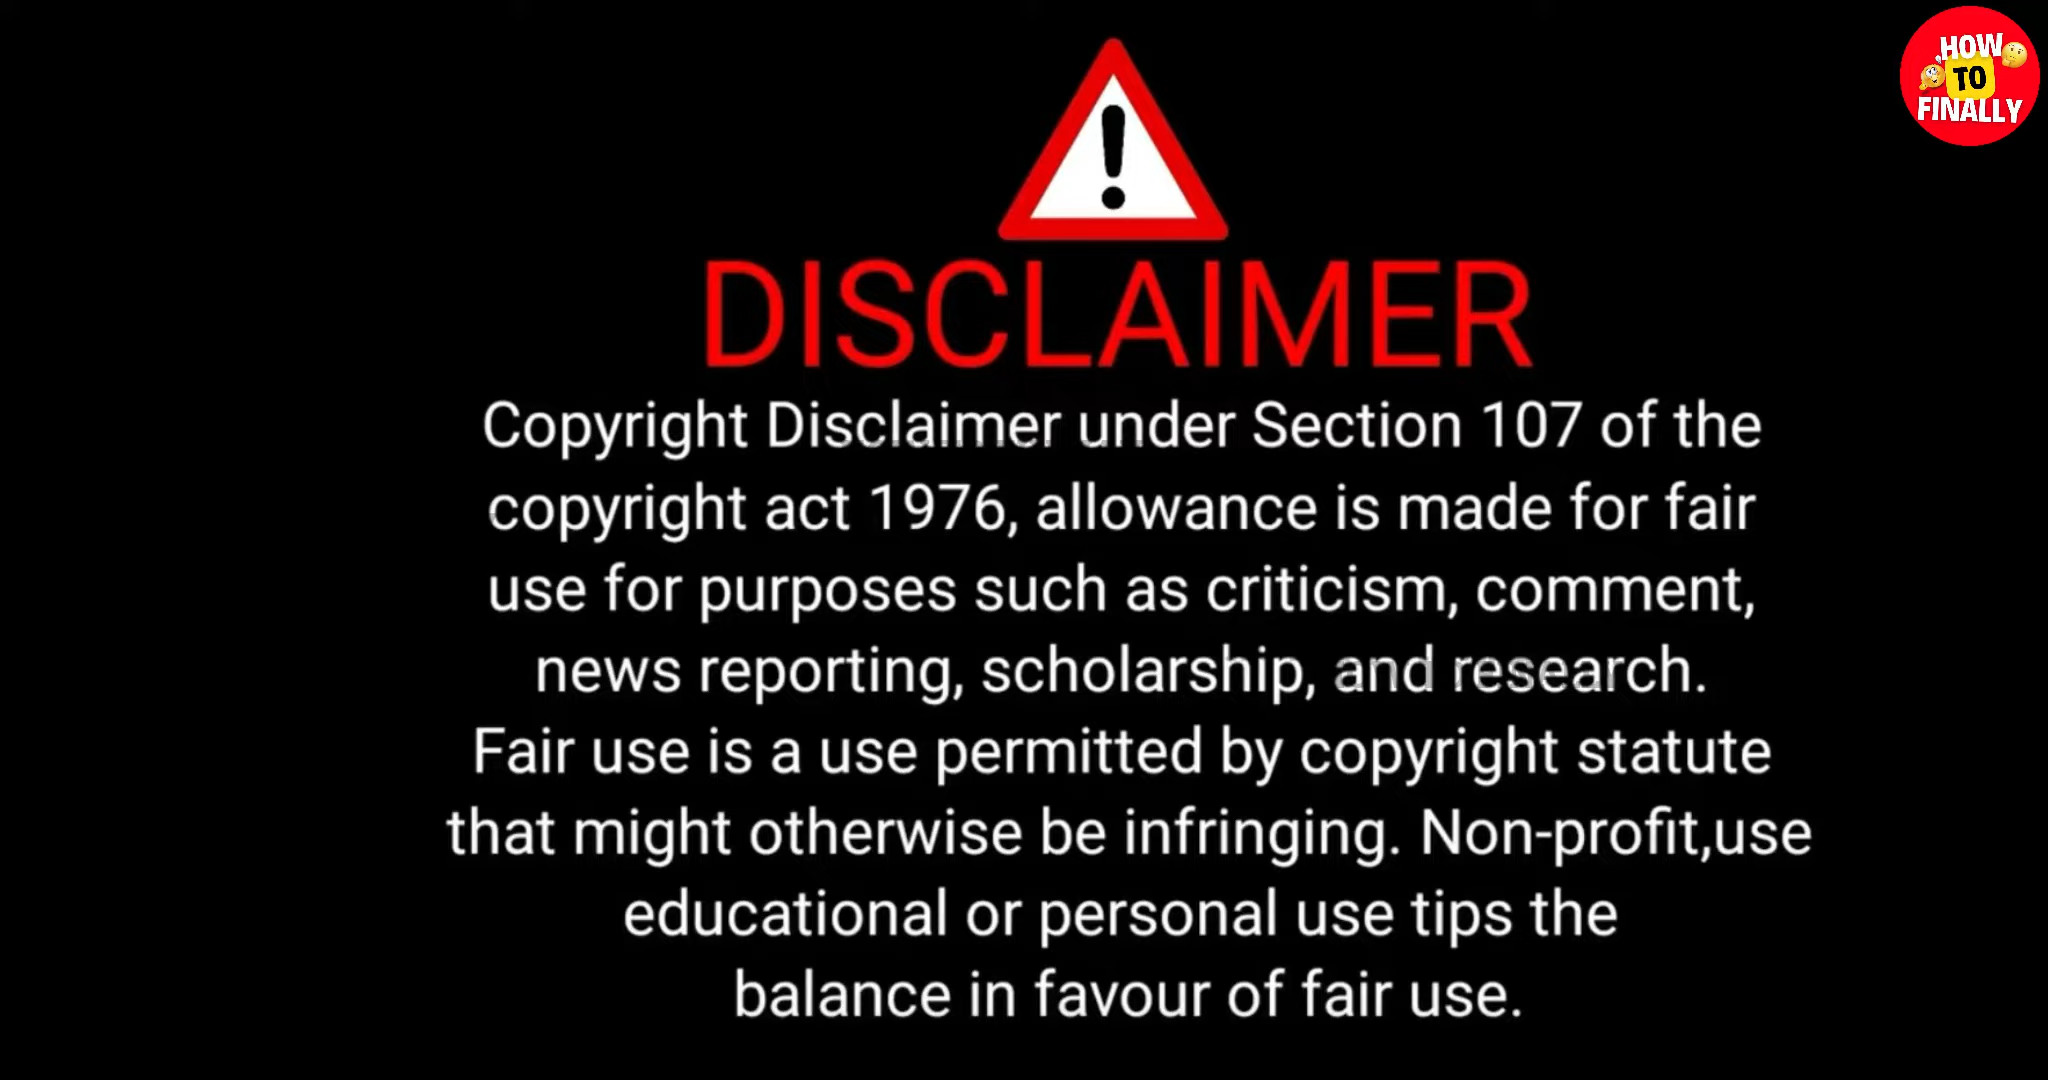 HOW
TO
FINALLY
!
DISCLAIMER
Copyright Disclaimer under Section 107 of the
copyright act 1976, allowance is made for fair
use for purposes such as criticism, comment,
news reporting, scholarship, and research.
Fair use is a use permitted by copyright statute
that might otherwise be infringing. Non-profit,use
educational or personal use tips the
balance in favour of fair use.